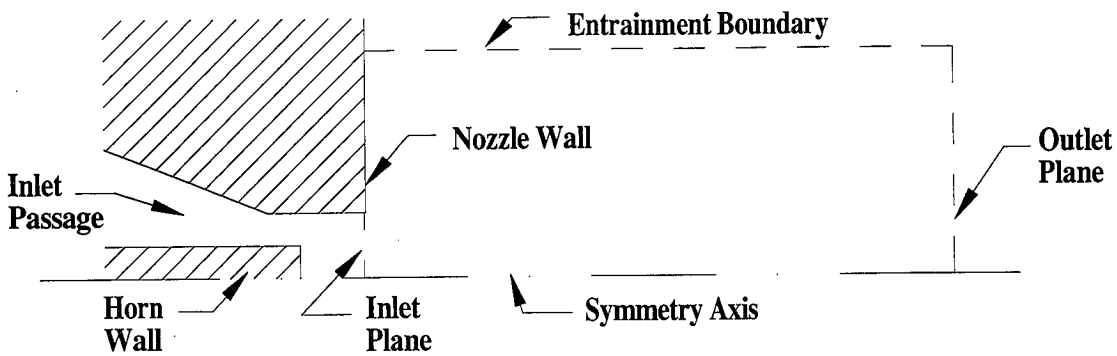 Entrainment Boundary
Nozzle Wall
Outlet
Plane
Inlet
Passage
Horn
Wall
Inlet
Plane
Symmetry Axis